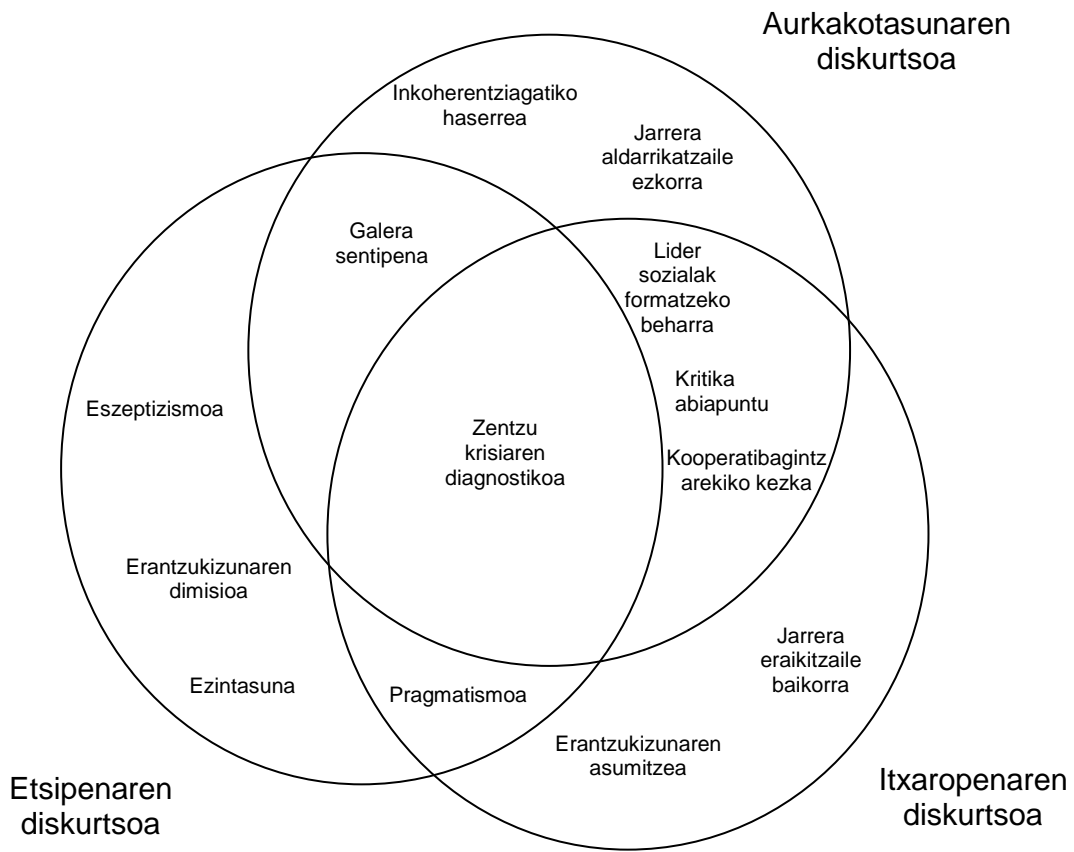 Aurkakotasunaren
diskurtsoa
Inkoherentziagatiko
haserrea
Jarrera
aldarrikatzaile
ezkorra
Galera
sentipena
Lider
sozialak
formatzeko
beharra
Kritika
abiapuntu
Eszeptizismoa
Zentzu
krisiaren
diagnostikoa
Kooperatibagintz
arekiko kezka
Erantzukizunaren
dimisioa
Jarrera
eraikitzaile
baikorra
Ezintasuna
Pragmatismoa
Erantzukizunaren
asumitzea
Etsipenaren
diskurtsoa
Itxaropenaren
diskurtsoa